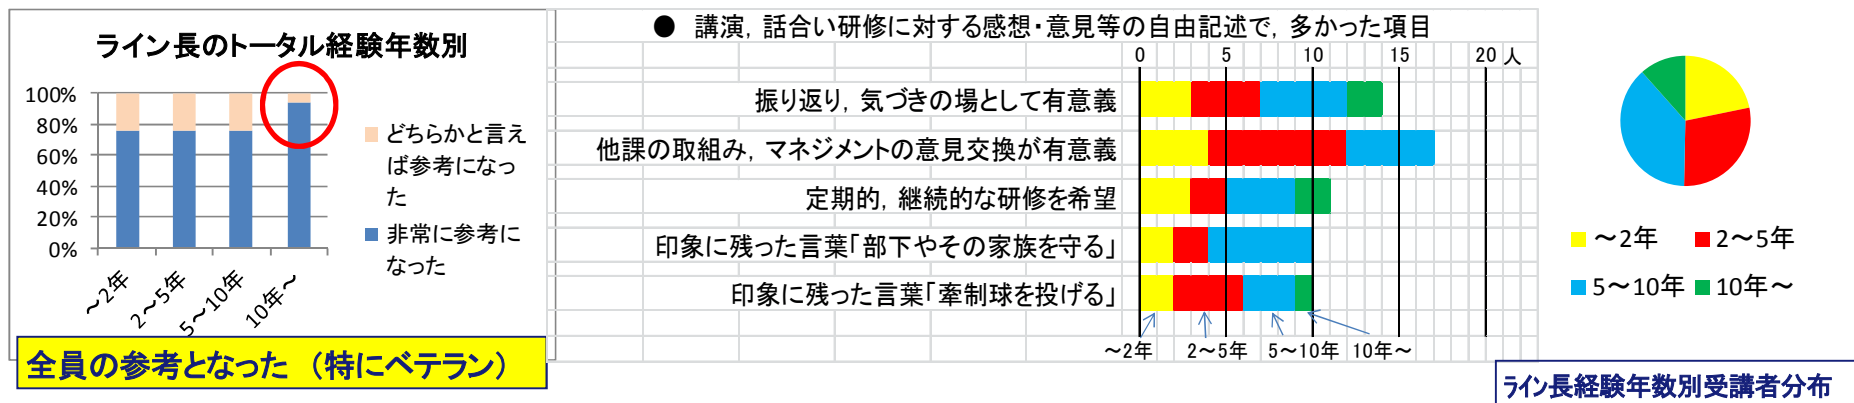 ライン長のトータル経験年数別
100%
80%
60%
40%
20%
0%
～2年
2～5年
5～10年
10年～
どちらかと言え
ば参考になっ
た
非常に参考に
なった
全員の参考となった （特にベテラン）
● 講演，話合い研修に対する感想・意見等の自由記述で，多かった項目
0 5 10 15 20 人
振り返り，気づきの場として有意義
他課の取組み，マネジメントの意見交換が有意義
定期的，継続的な研修を希望
印象に残った言葉「部下やその家族を守る」
印象に残った言葉「牽制球を投げる」
～2年 2～5年 5～10年 10年～
～2年 2～5年
5～10年 10年～
ライン長経験年数別受講者分布